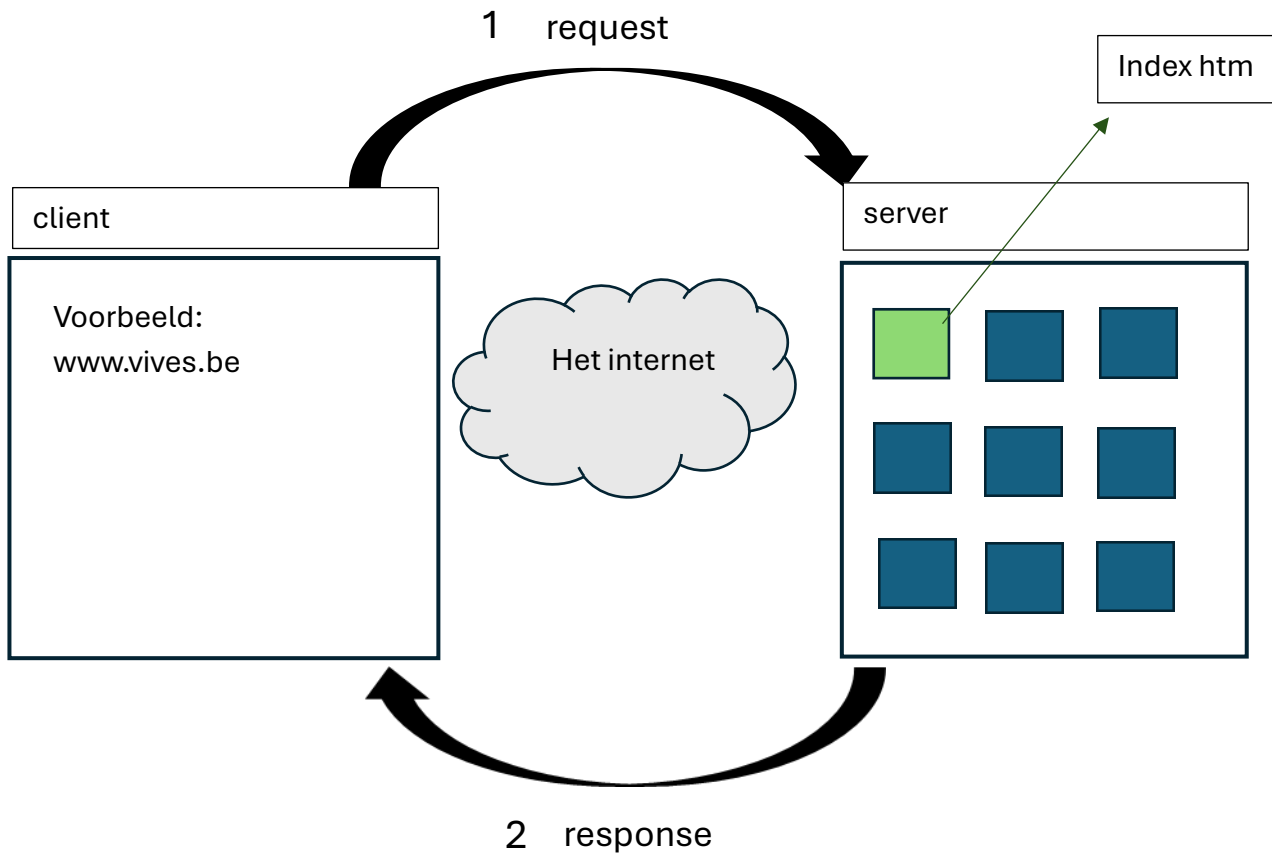 1 request
Index htm
client
server
Voorbeeld:
www.vives.be
Het internet
2 response